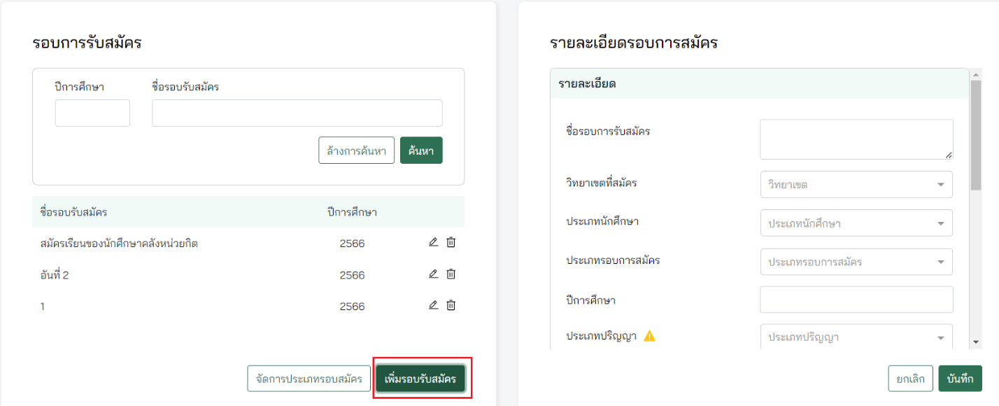 รอบการรับสมัคร
ปีการศึกษา ชื่อรอบรับสมัคร
ล้างการค้นหา ค้นหา
ชื่อรอบรับสมัคร ปีการศึกษา
สมัครเรียนของนักศึกษาคลังหน่วยกิต 2566
อันที่ 2 2566
1 2566
จัดการประเภทรอบสมัคร เพิ่มรอบรับสมัคร
รายละเอียดรอบการสมัคร
รายละเอียด
ชื่อรอบการรับสมัคร
วิทยาเขตที่สมัคร วิทยาเขต
ประเภทนักศึกษา ประเภทนักศึกษา
ประเภทรอบการสมัคร ประเภทรอบการสมัคร
ปีการศึกษา
ประเภทปริญญา ประเภทปริญญา
ยกเลิก บันทึก